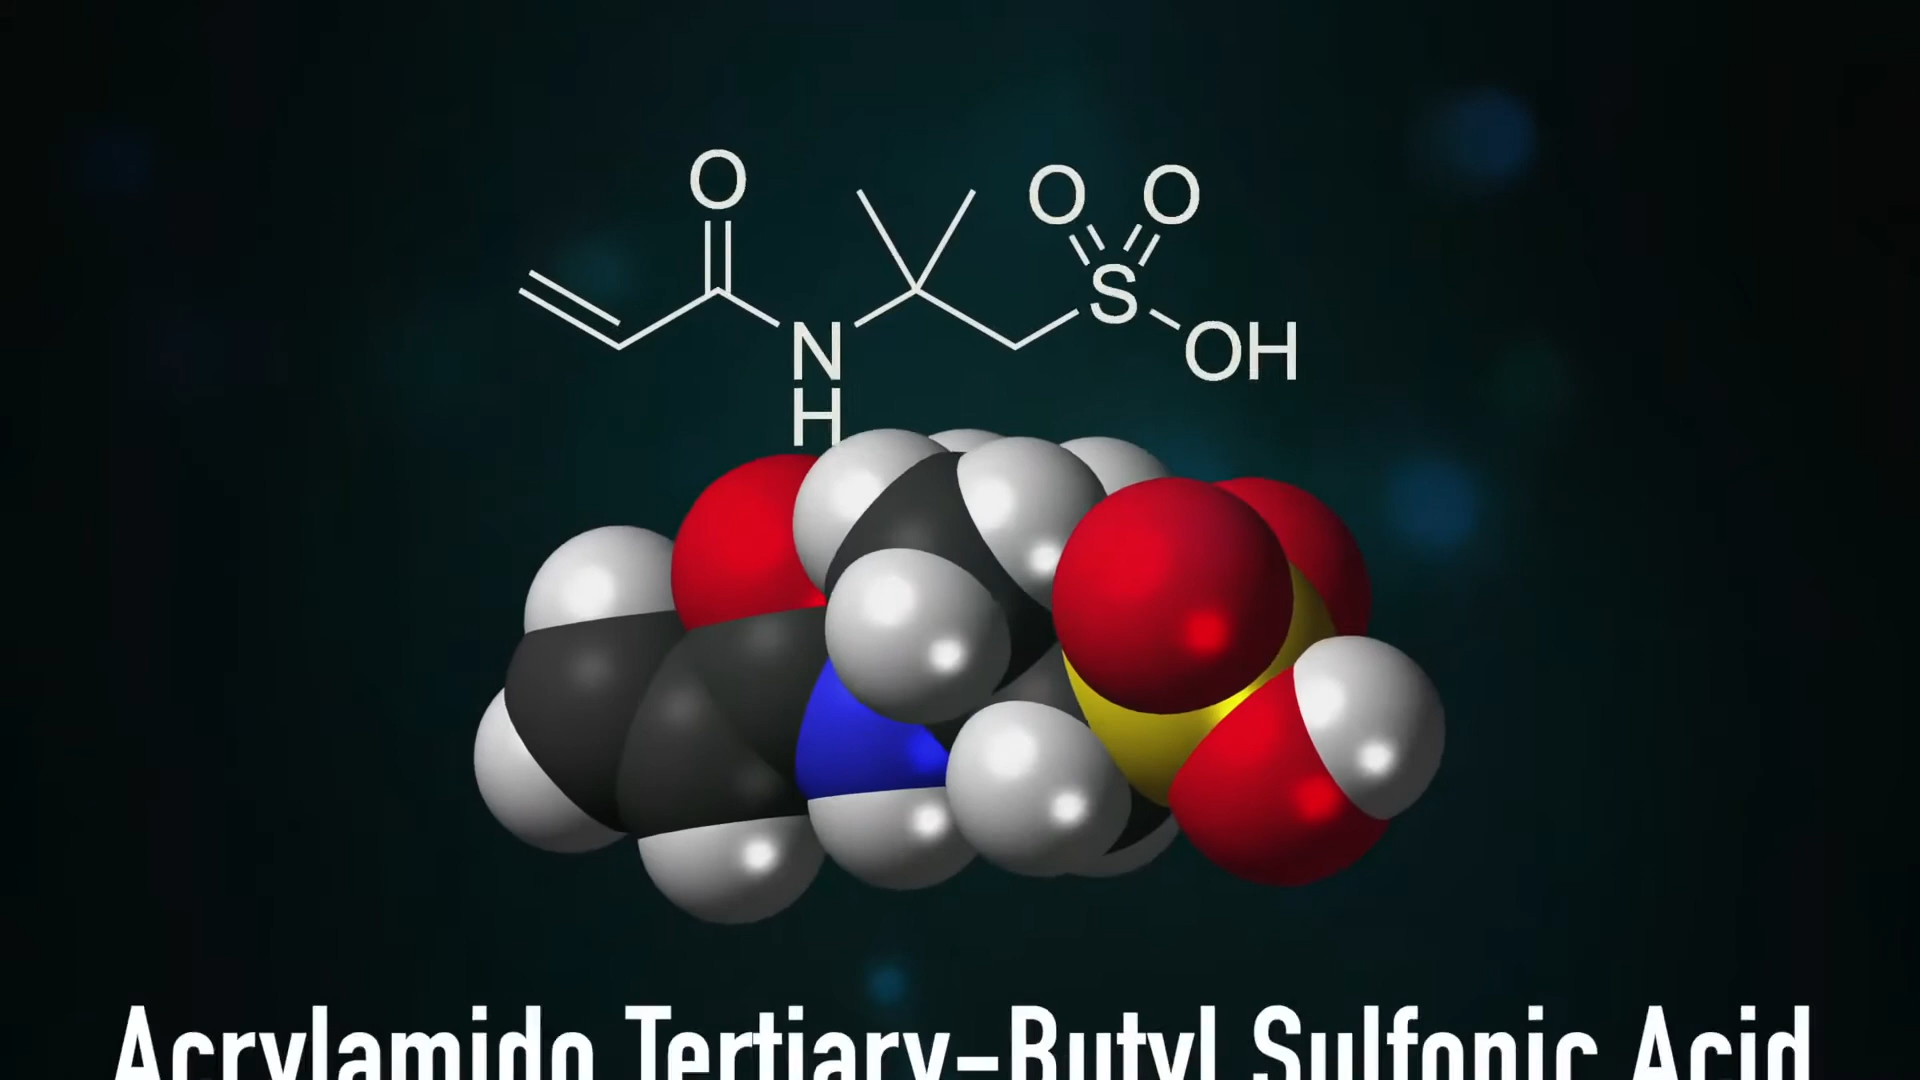 O O O
S
N OH
H
Acrylamido Tertiary-Butyl Sulfonic Acid